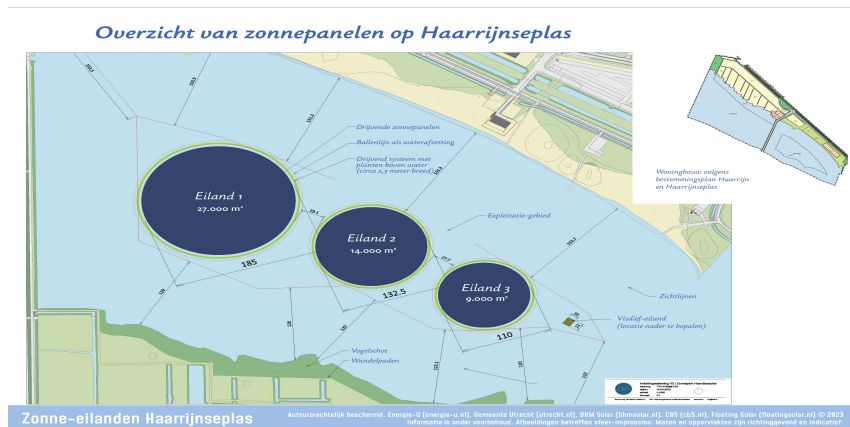 Overzicht van zonnepanelen op Haarrijnseplas
Drijvende zonnepanelen
Ballenlijn als waterafzetting
Drijvend systeem met
planten boven water
(circa 2,3 meter breed)
Eiland 1
27.000 m²
Eiland 2
14.000 m²
Eiland 3
9.000 m²
185
132.5
110
Exploitatie-gebied
Woningbouw volgens
bestemmingsplan Haarrijn
en Haarrijnseplas
Zichtlijnen
Visdief-eiland
(locatie nader te bepalen)
Vogelschot
Wandelpaden
Zonne-eilanden Haarrijnseplas
Auteursrechtelijk beschermd. Energie-U (energie-u.nl), Gemeente Utrecht (utrecht.nl), BHM Solar (bhmsolar.nl), CB5 (cb5.nl), Floating Solar (floatingsolar.nl) © 2023
Informatie is onder voorbehoud. Afbeeldingen betreffen sfeer-impressies. Maten en oppervlakten zijn richtinggevend en indicatief.